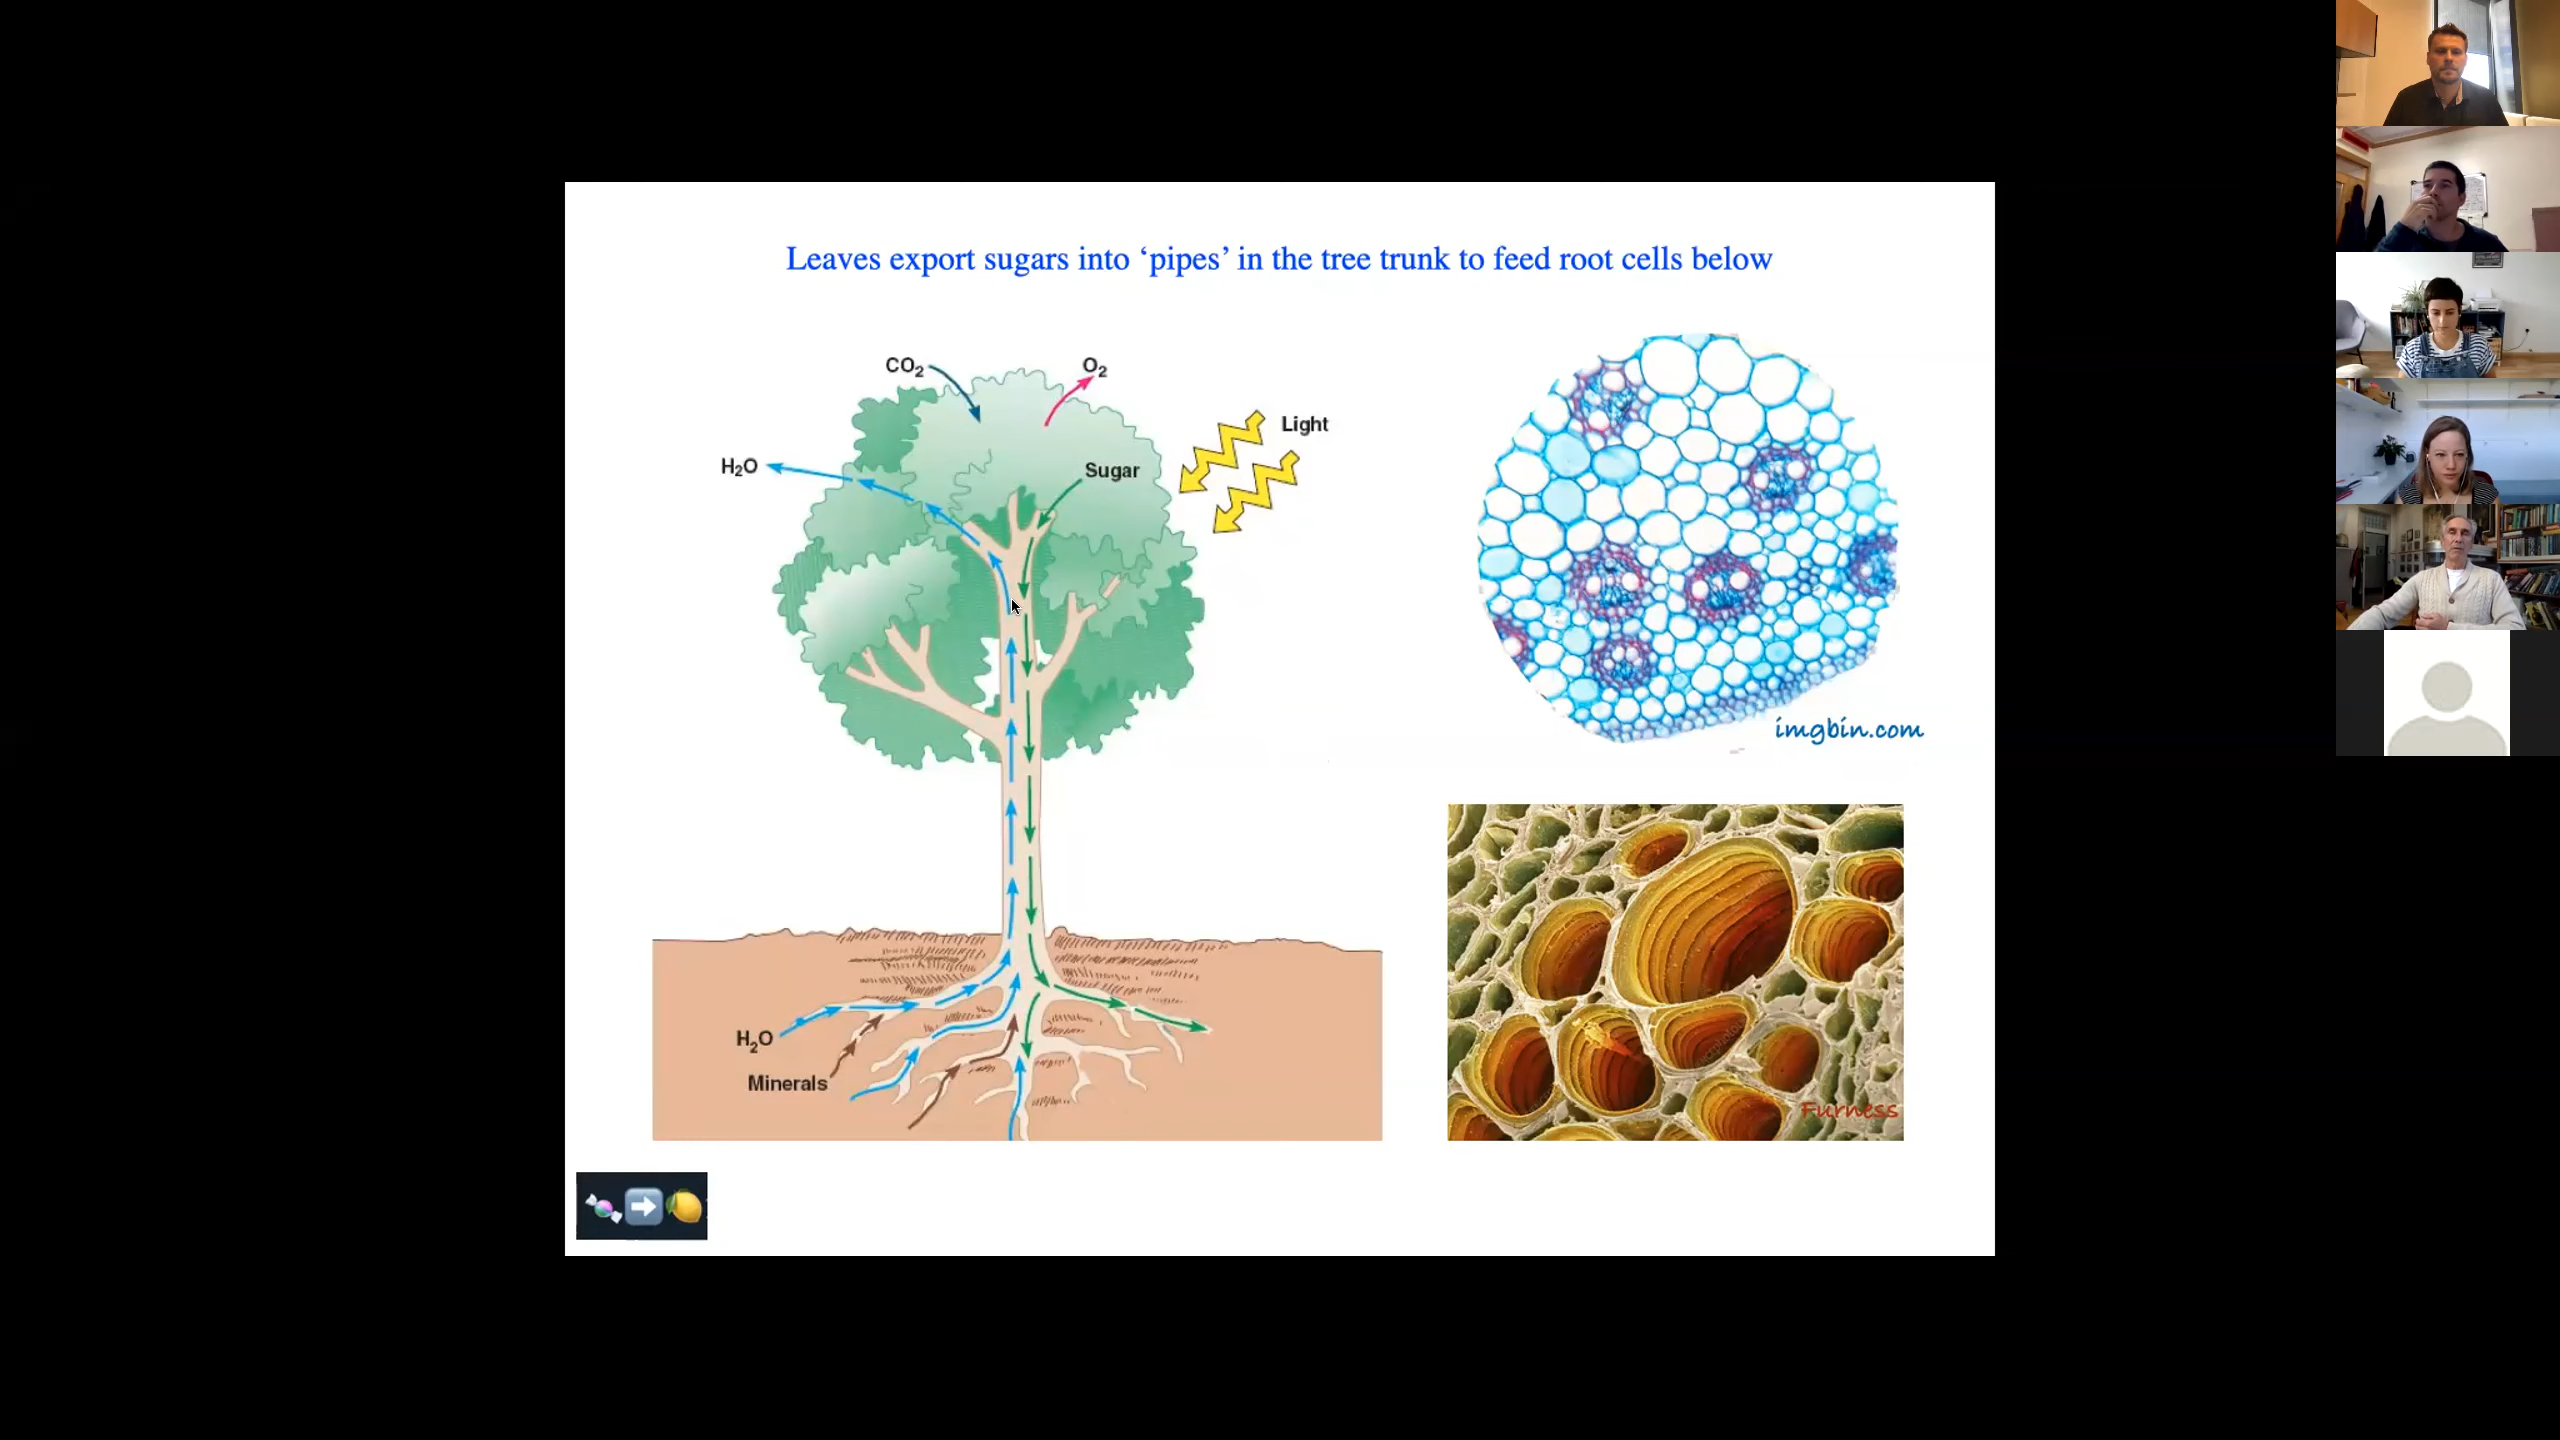 Leaves export sugars into ‘pipes’ in the tree trunk to feed root cells below
CO₂
O₂
Light
H₂O
Sugar
imgbin.com
H₂O
Minerals
Furness